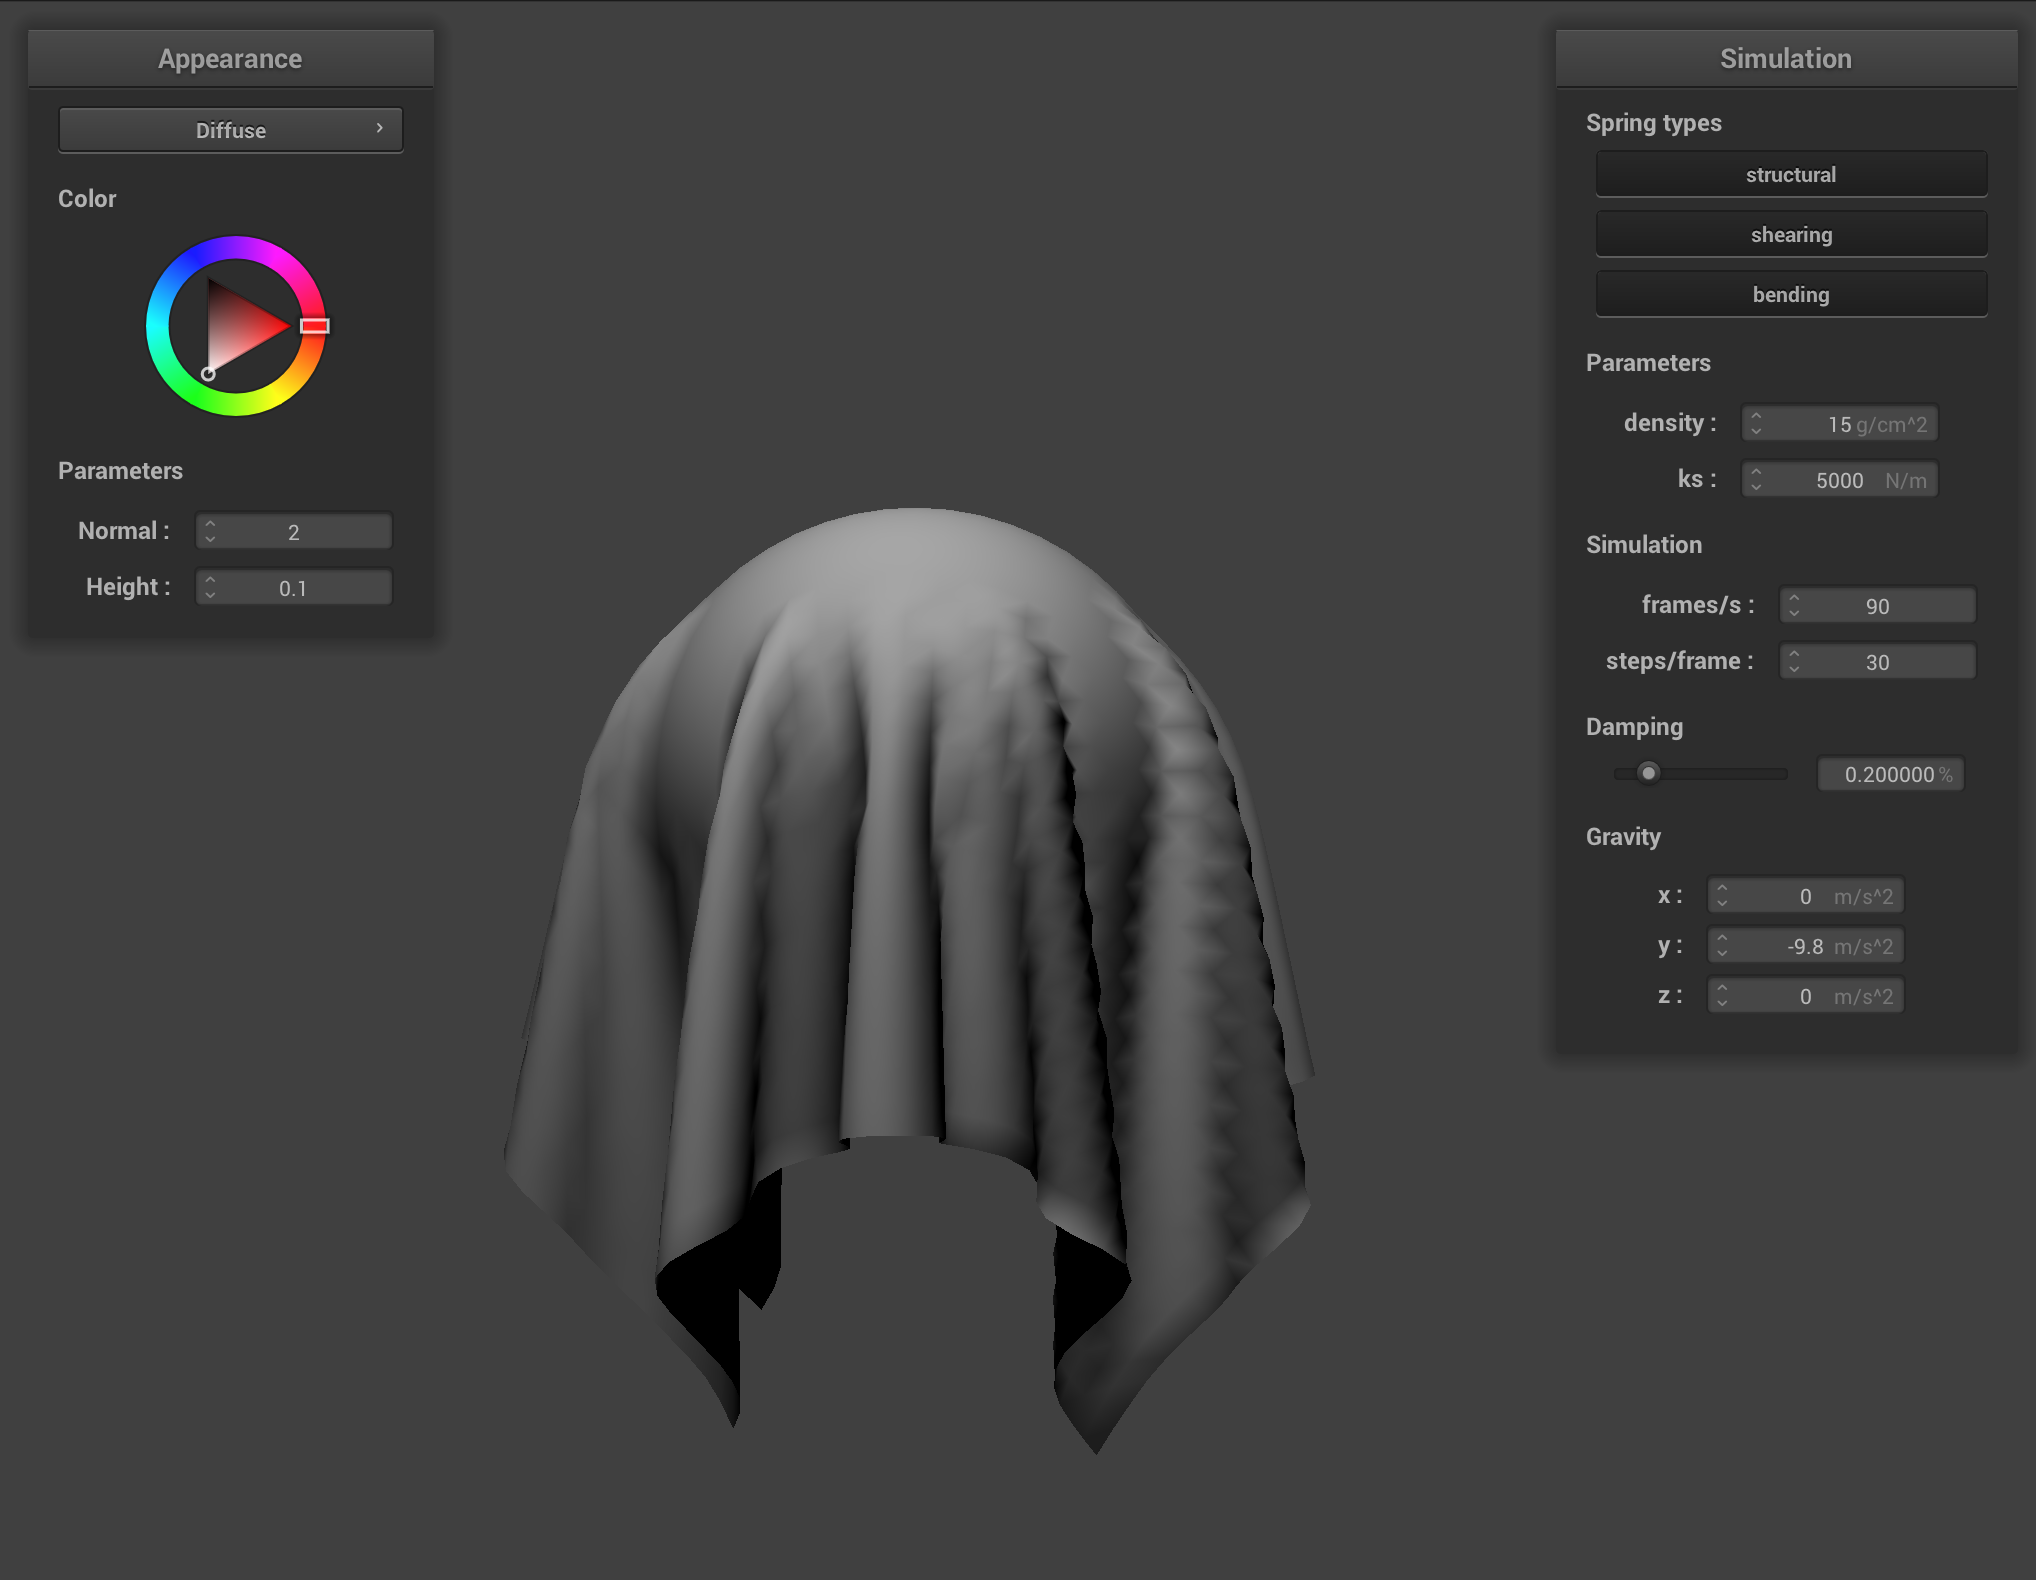 Appearance
Diffuse
Color
Parameters
Normal : 2
Height : 0.1
Simulation
Spring types
structural
shearing
bending
Parameters
density : 15 g/cm^2
ks : 5000 N/m
Simulation
frames/s : 90
steps/frame : 30
Damping
0.200000 %
Gravity
x : 0 m/s^2
y : -9.8 m/s^2
z : 0 m/s^2